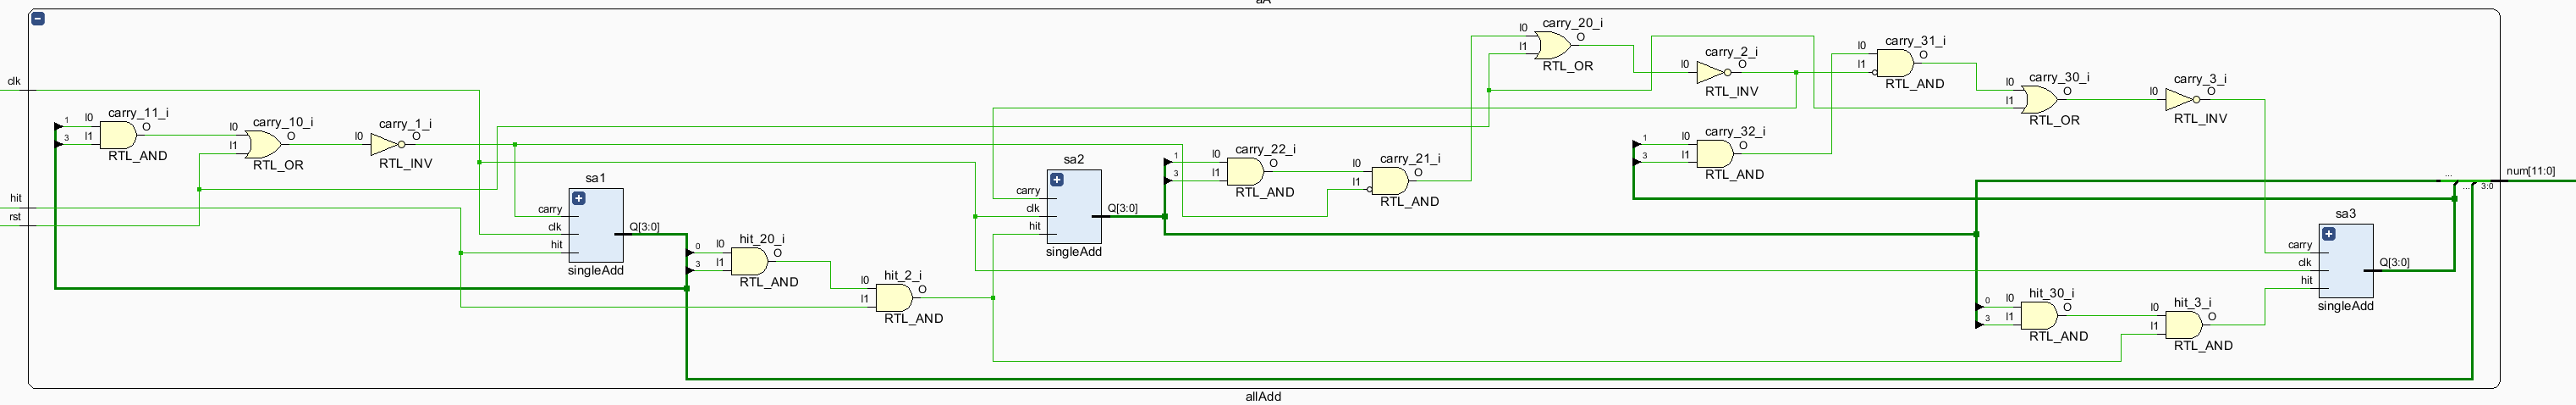 aA
clk
hit
rst
1
3
I0
I1
carry_11_i
O
RTL_AND
I0
I1
carry_10_i
O
RTL_OR
I0
carry_1_i
O
RTL_INV
sa1
carry
clk
hit
Q[3:0]
singleAdd
0
3
I0
I1
hit_20_i
O
RTL_AND
I0
I1
hit_2_i
O
RTL_AND
sa2
carry
clk
hit
Q[3:0]
singleAdd
1
3
I0
I1
carry_22_i
O
RTL_AND
I0
I1
carry_21_i
O
RTL_AND
I0
I1
carry_20_i
O
RTL_OR
I0
carry_2_i
O
RTL_INV
1
3
I0
I1
carry_32_i
O
RTL_AND
I0
I1
carry_31_i
O
RTL_AND
I0
I1
carry_30_i
O
RTL_OR
I0
carry_3_i
O
RTL_INV
0
3
I0
I1
hit_30_i
O
RTL_AND
I0
I1
hit_3_i
O
RTL_AND
sa3
carry
clk
hit
Q[3:0]
singleAdd
...
...
3:0
num[11:0]
allAdd